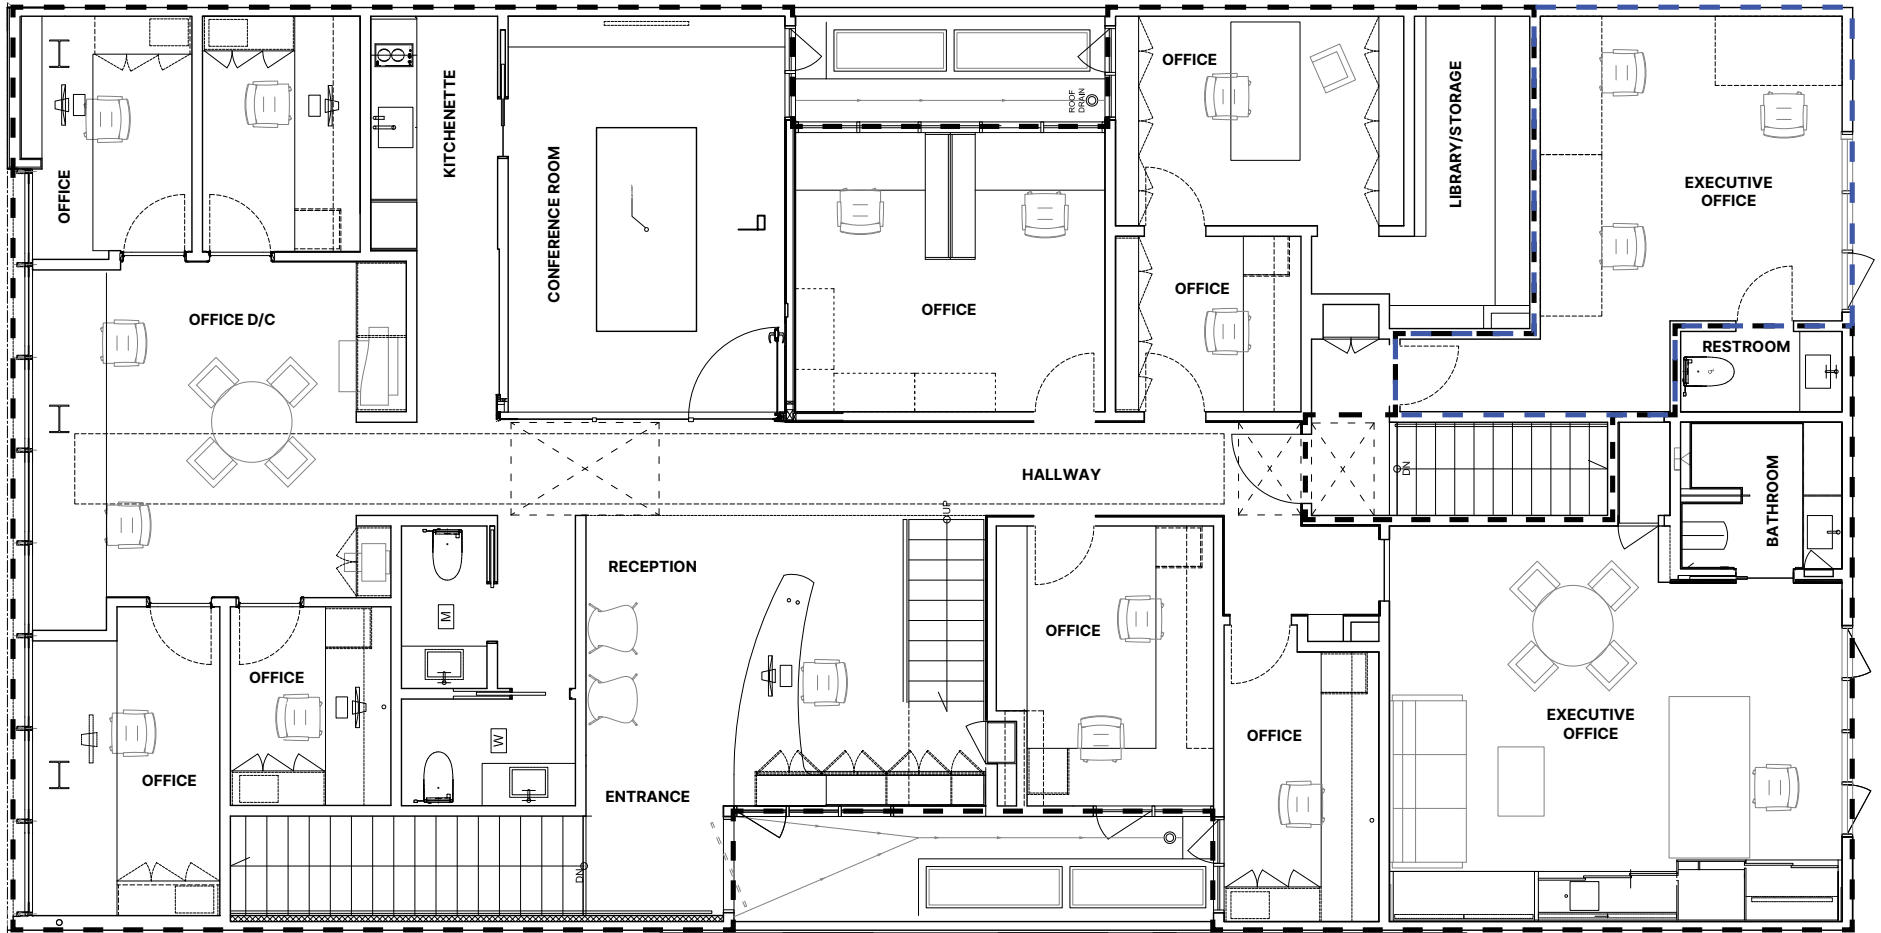 OFFICE
KITCHENETTE
CONFERENCE ROOM
ROOF
DRAIN
OFFICE
LIBRARY/STORAGE
EXECUTIVE
OFFICE
OFFICE D/C
OFFICE
OFFICE
RESTROOM
HALLWAY
DN
BATHROOM
UP
RECEPTION
M
OFFICE
OFFICE
W
OFFICE
EXECUTIVE
OFFICE
OFFICE
ENTRANCE
OFFICE
DN